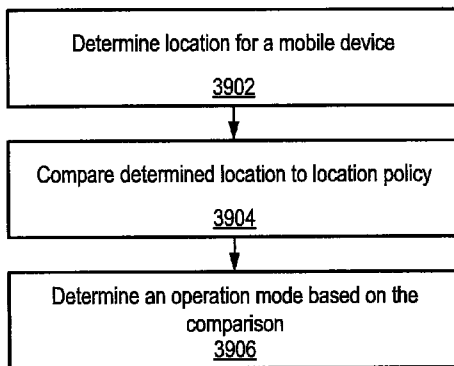 Determine location for a mobile device
3902
Compare determined location to location policy
3904
Determine an operation mode based on the
comparison
3906